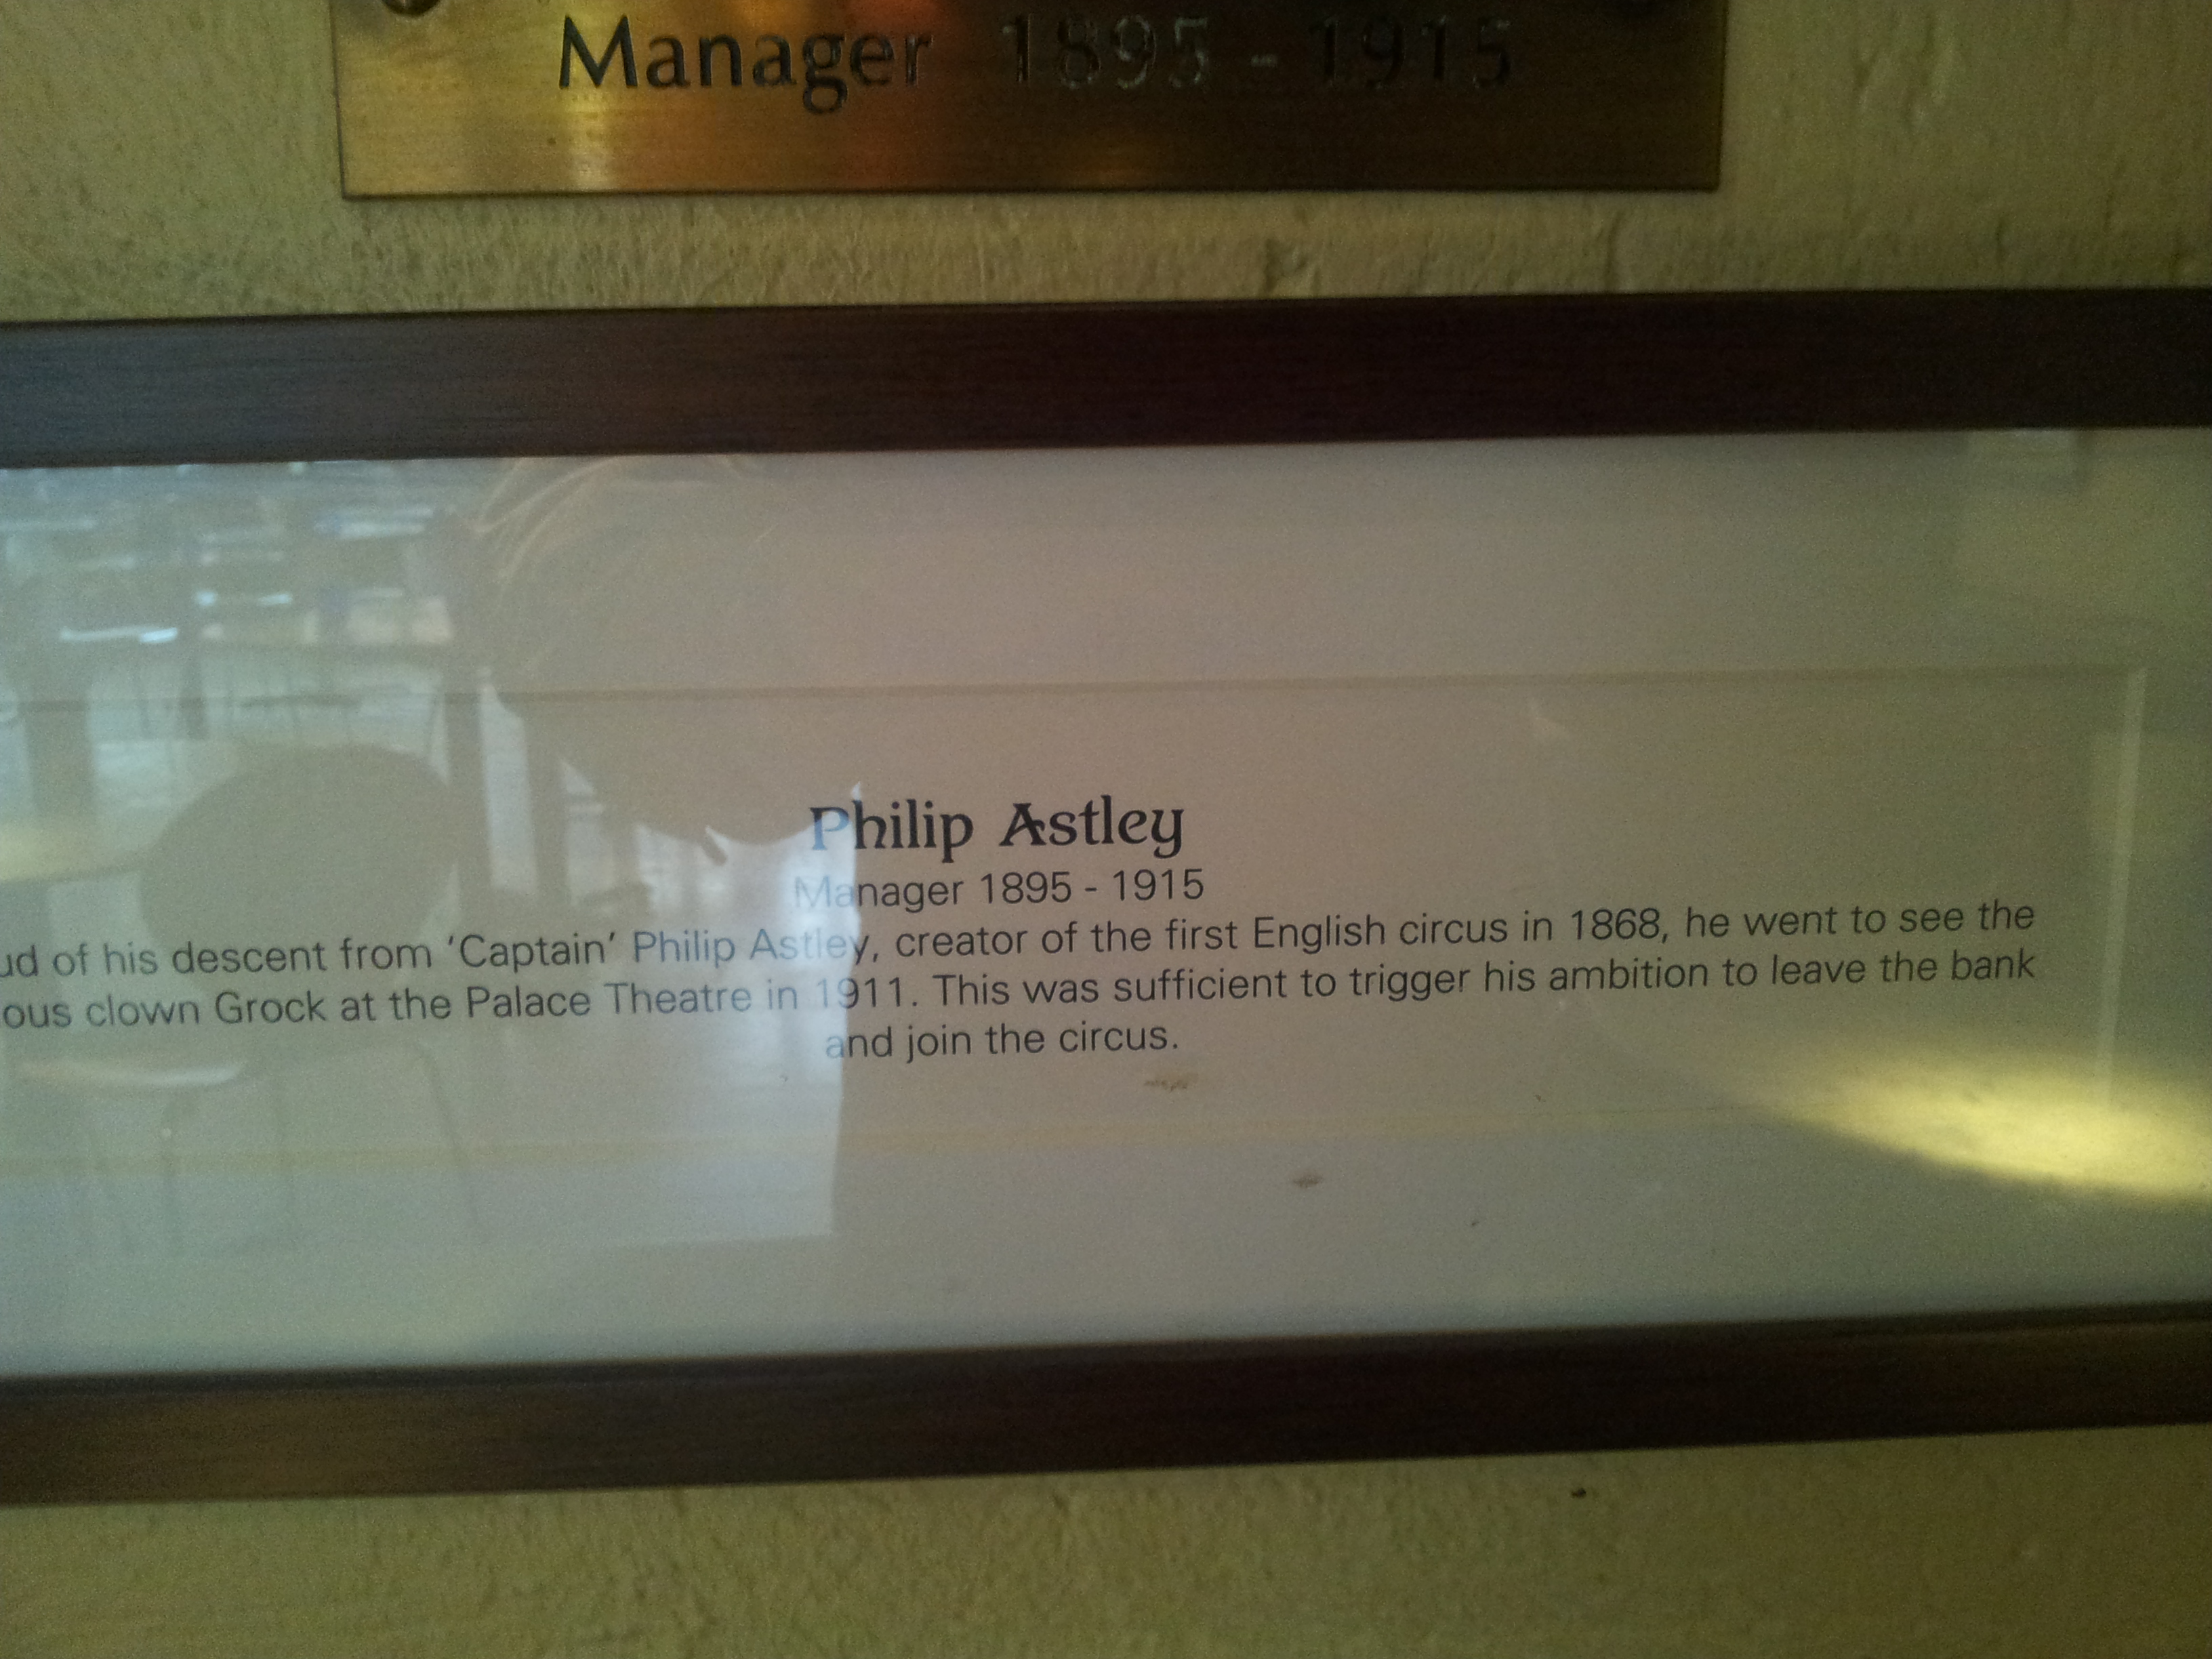 Manager 1895 - 1915
Philip Astley
Manager 1895 - 1915
ud of his descent from 'Captain' Philip Astley, creator of the first English circus in 1868, he went to see the
ous clown Grock at the Palace Theatre in 1911. This was sufficient to trigger his ambition to leave the bank
and join the circus.